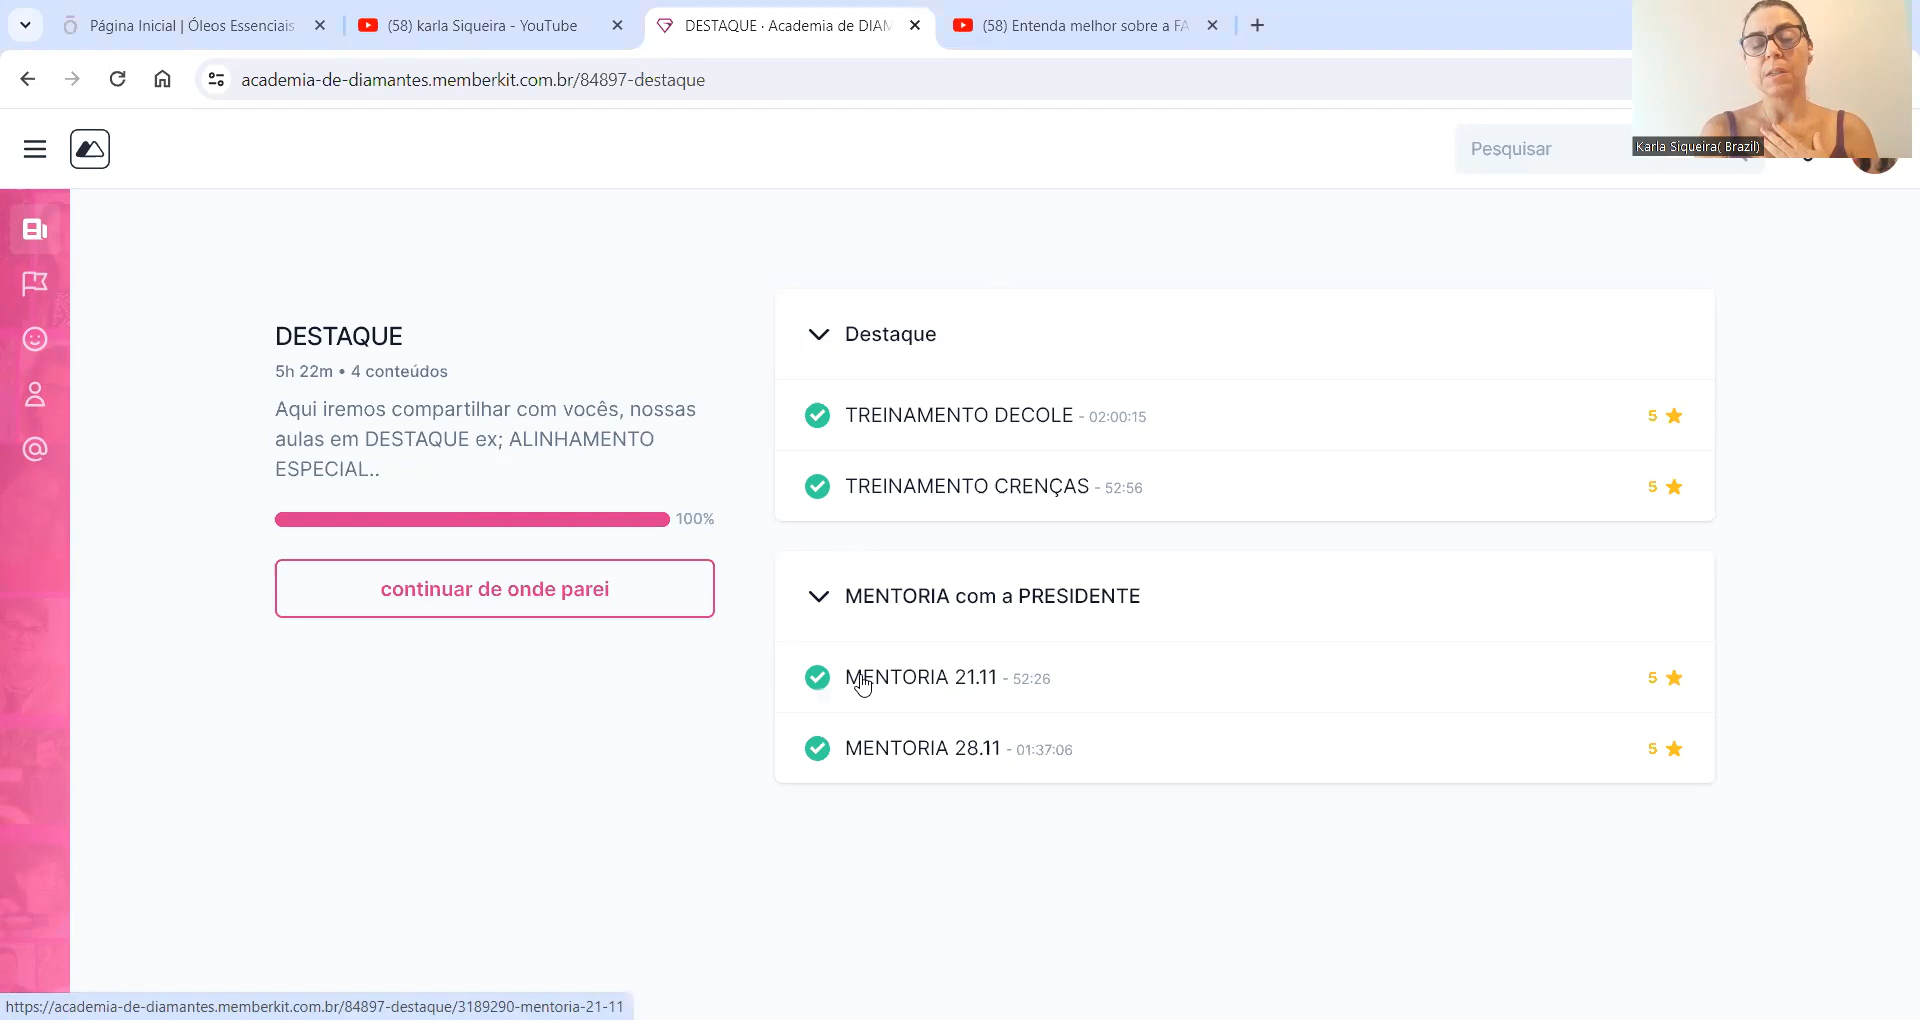 Página Inicial | Óleos Essenciais
(58) karla Siqueira - YouTube
DESTAQUE · Academia de DIAM
(58) Entenda melhor sobre a FA
academia-de-diamantes.memberkit.com.br/84897-destaque
Pesquisar
Karla Siqueira( Brazil)
DESTAQUE
5h 22m • 4 conteúdos
Aqui iremos compartilhar com vocês, nossas
aulas em DESTAQUE ex; ALINHAMENTO
ESPECIAL..
100%
continuar de onde parei
Destaque
TREINAMENTO DECOLE - 02:00:15
5
TREINAMENTO CRENÇAS - 52:56
5
MENTORIA com a PRESIDENTE
MENTORIA 21.11 - 52:26
5
MENTORIA 28.11 - 01:37:06
5
https://academia-de-diamantes.memberkit.com.br/84897-destaque/3189290-mentoria-21-11